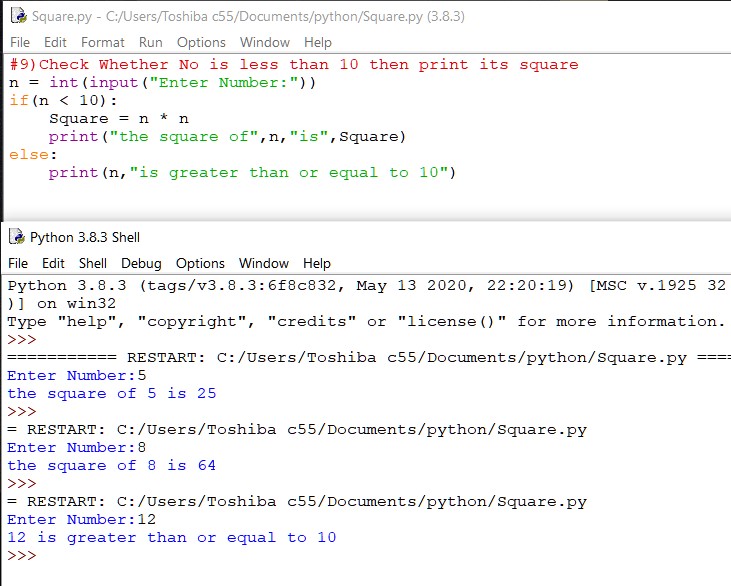 Square.py - C:/Users/Toshiba c55/Documents/python/Square.py (3.8.3)
File Edit Format Run Options Window Help
#9)Check Whether No is less than 10 then print its square
n = int(input("Enter Number:"))
if(n < 10):
    Square = n * n
    print("the square of",n,"is",Square)
else:
    print(n,"is greater than or equal to 10")
Python 3.8.3 Shell
File Edit Shell Debug Options Window Help
Python 3.8.3 (tags/v3.8.3:6f8c832, May 13 2020, 22:20:19) [MSC v.1925 32
)] on win32
Type "help", "copyright", "credits" or "license()" for more information.
>>>
=========== RESTART: C:/Users/Toshiba c55/Documents/python/Square.py ====
Enter Number:5
the square of 5 is 25
>>>
= RESTART: C:/Users/Toshiba c55/Documents/python/Square.py
Enter Number:8
the square of 8 is 64
>>>
= RESTART: C:/Users/Toshiba c55/Documents/python/Square.py
Enter Number:12
12 is greater than or equal to 10
>>>